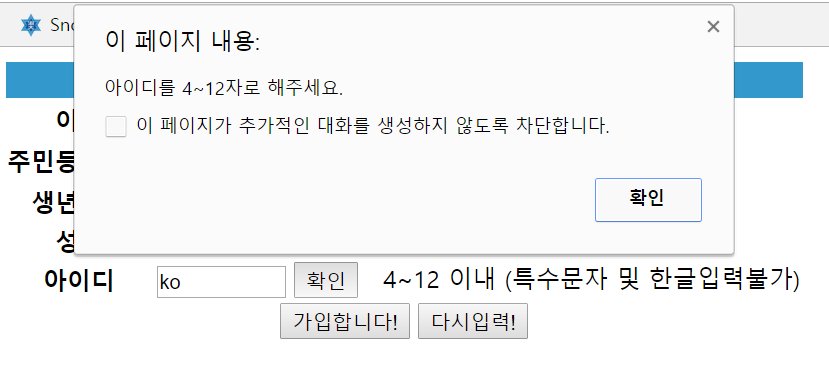 이 페이지 내용:
아이디를 4~12자로 해주세요.
이 페이지가 추가적인 대화를 생성하지 않도록 차단합니다.
확인
주민등
생년
성
아이디 ko 확인 4~12 이내 (특수문자 및 한글입력불가)
가입합니다! 다시입력!